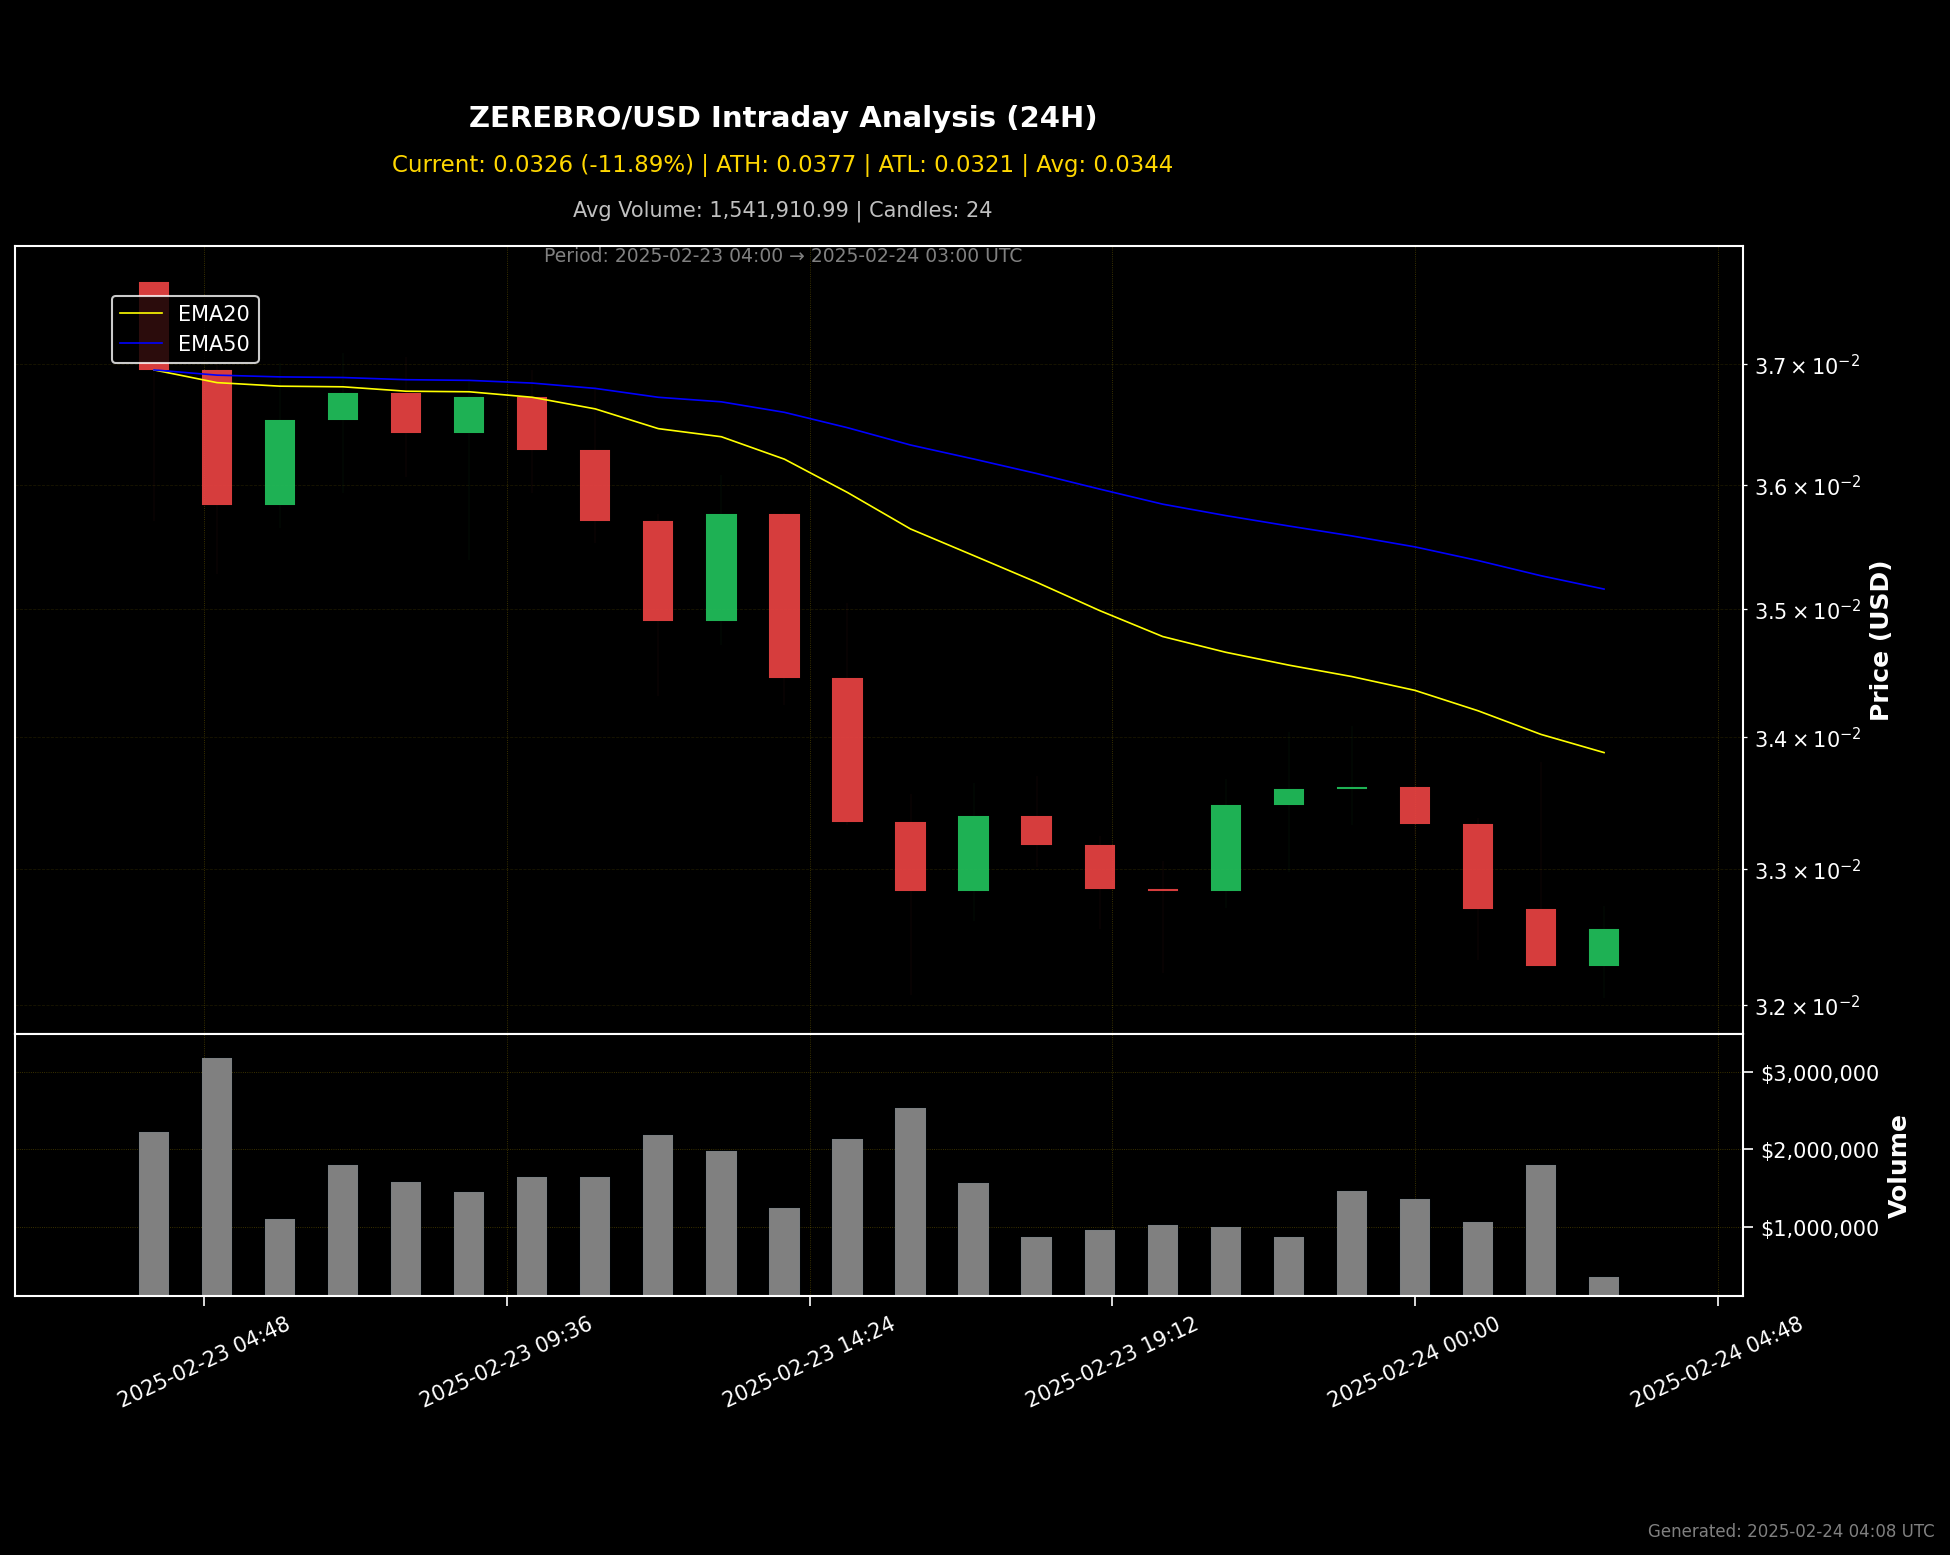 ZEREBRO/USD Intraday Analysis (24H)
Current: 0.0326 (-11.89%) | ATH: 0.0377 | ATL: 0.0321 | Avg: 0.0344
Avg Volume: 1,541,910.99 | Candles: 24
Period: 2025-02-23 04:00 → 2025-02-24 03:00 UTC
EMA20
EMA50
3.7 × 10⁻²
3.6 × 10⁻²
3.5 × 10⁻²
3.4 × 10⁻²
3.3 × 10⁻²
3.2 × 10⁻²
Price (USD)
$3,000,000
$2,000,000
$1,000,000
Volume
2025-02-23 04:48
2025-02-23 09:36
2025-02-23 14:24
2025-02-23 19:12
2025-02-24 00:00
2025-02-24 04:48
Generated: 2025-02-24 04:08 UTC